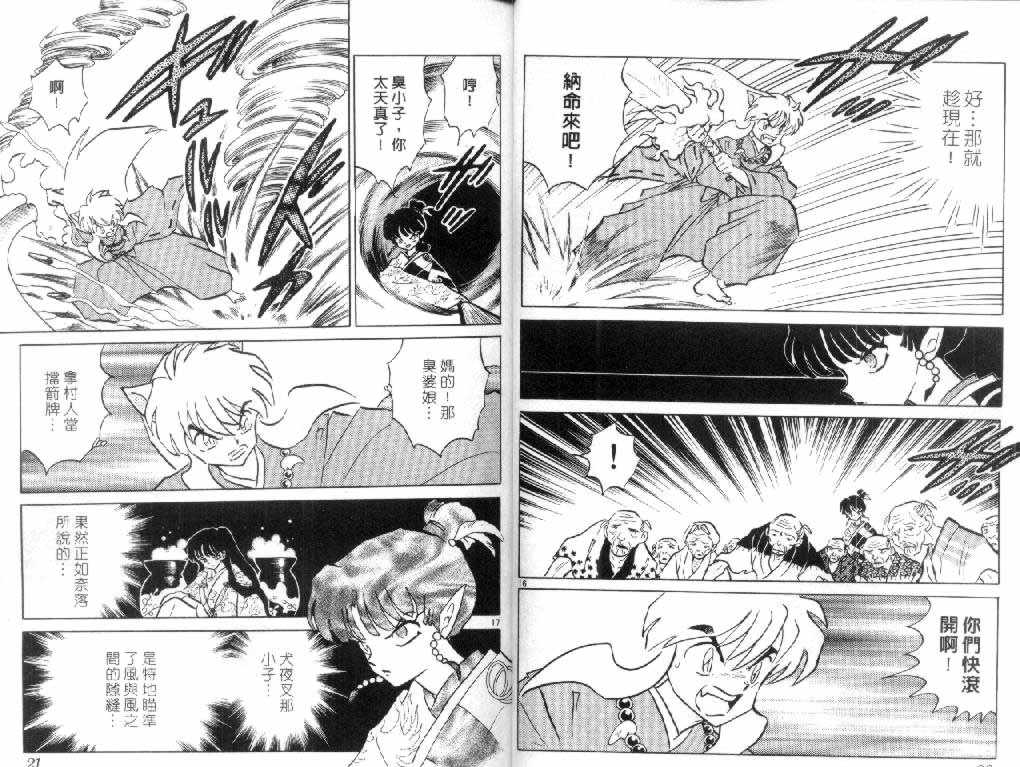 好…那就
趁現在！
納命來吧！
！
你們快滾
開啊！
哼！
臭小子，你
太天真了！
啊！
媽的！那
臭婆娘…
拿村人當
擋箭牌…
果然正如奈落
所說的…
犬夜叉那
小子…
是特地瞄準
了風與風之
間的隙縫…
17
21